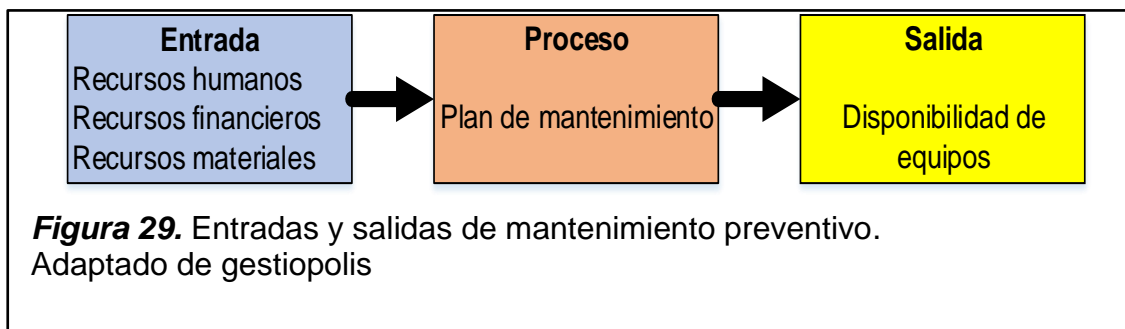 Entrada
Recursos humanos
Recursos financieros
Recursos materiales
Proceso
Plan de mantenimiento
Salida
Disponibilidad de
equipos
Figura 29. Entradas y salidas de mantenimiento preventivo.
Adaptado de gestiopolis